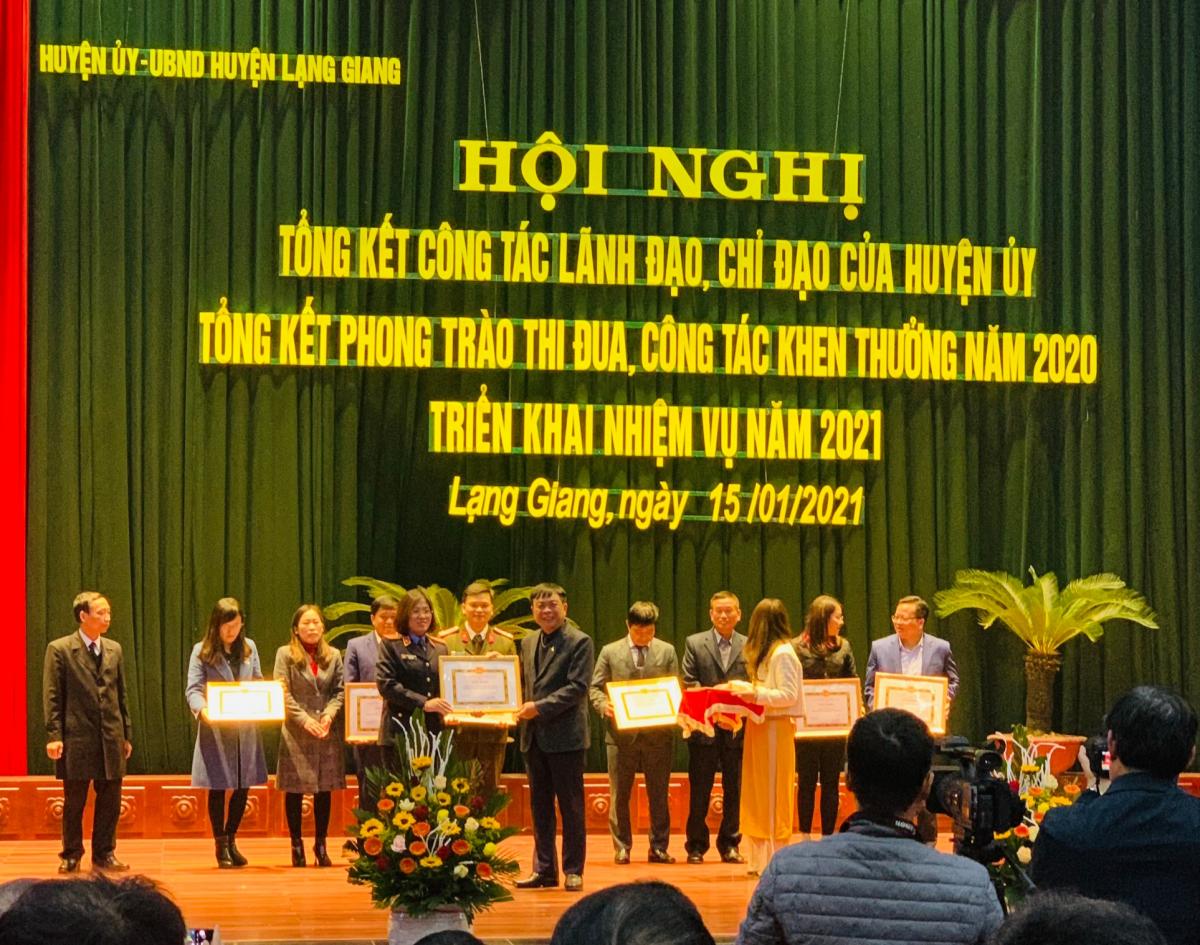 HUYỆN ỦY-UBND HUYỆN LẠNG GIANG
HỘI NGHỊ
TỔNG KẾT CÔNG TÁC LÃNH ĐẠO, CHỈ ĐẠO CỦA HUYỆN ỦY
TỔNG KẾT PHONG TRÀO THI ĐUA, CÔNG TÁC KHEN THƯỞNG NĂM 2020
TRIỂN KHAI NHIỆM VỤ NĂM 2021
Lạng Giang, ngày 15 /01/2021